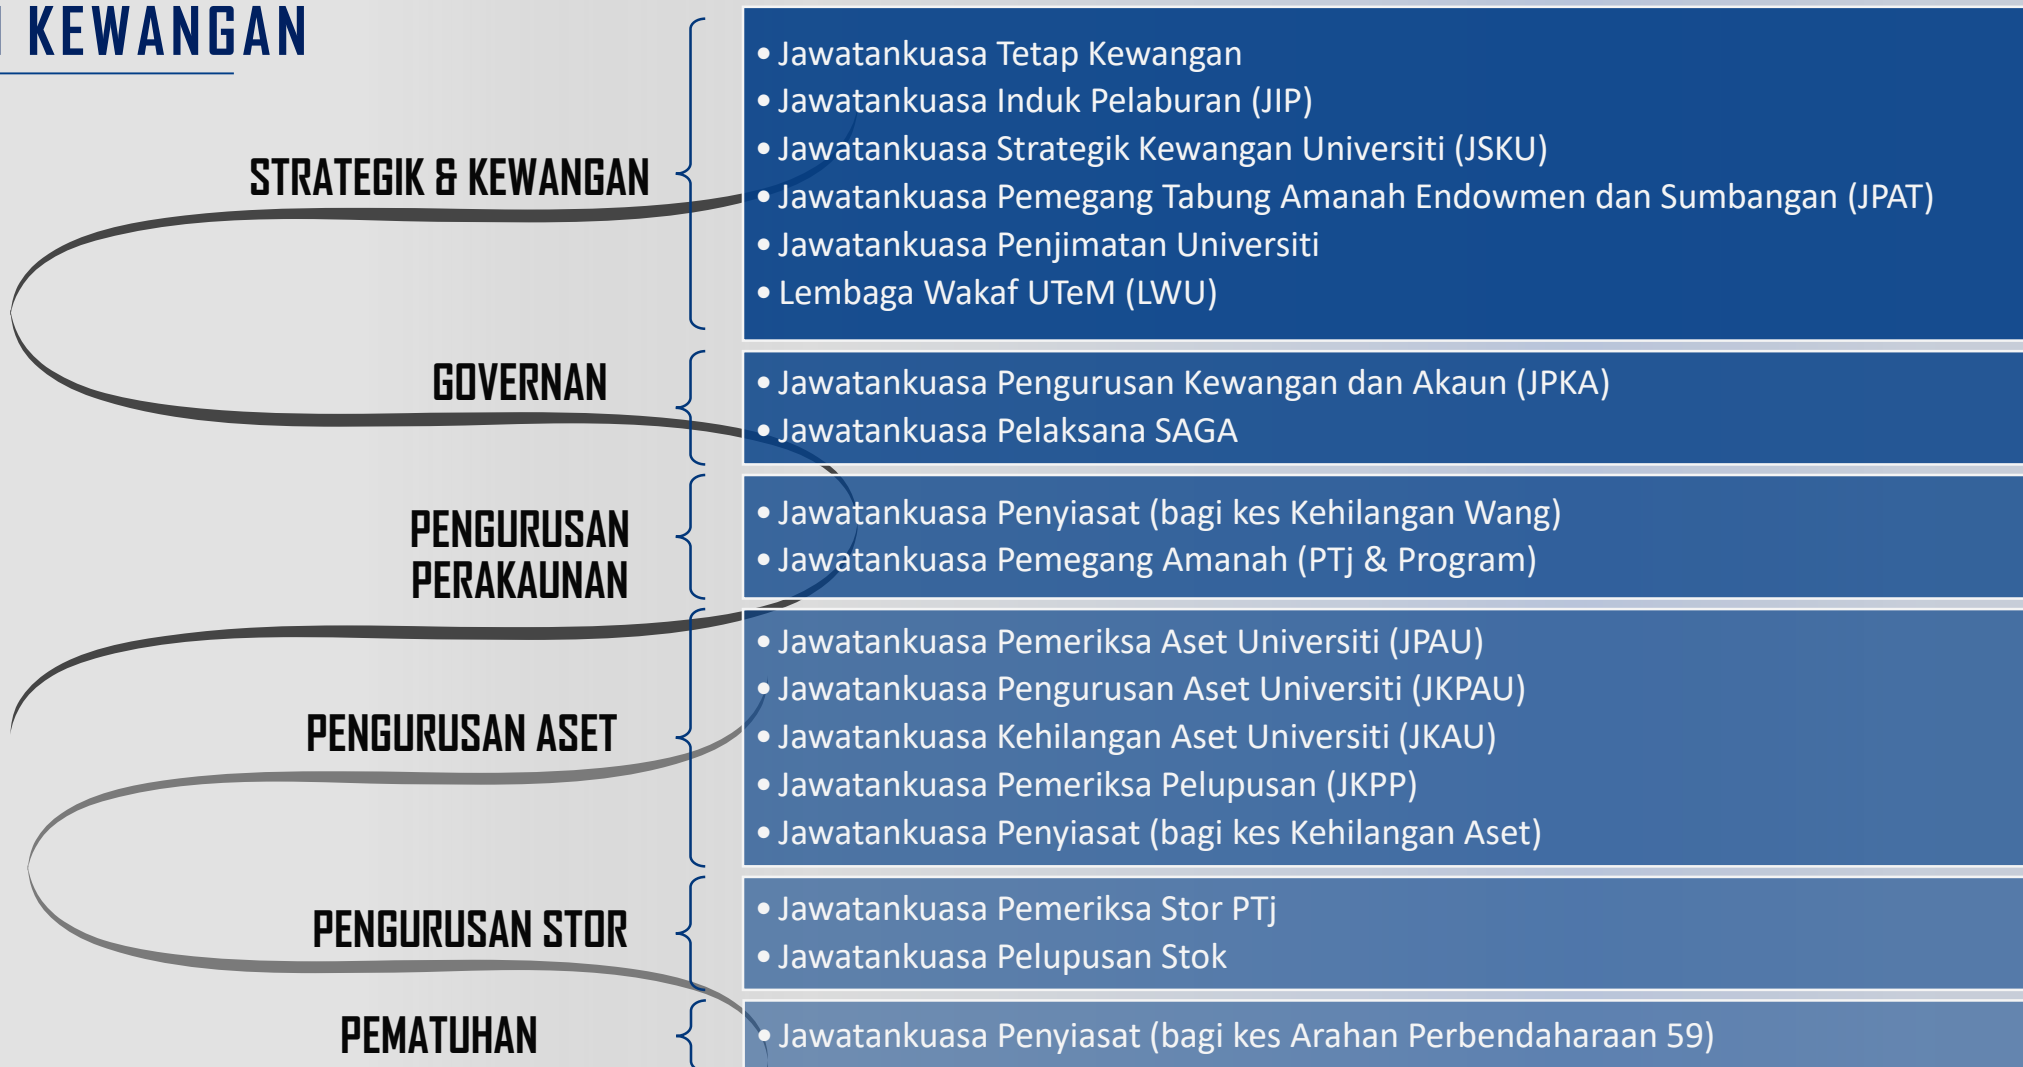 KEWANGAN
STRATEGIK & KEWANGAN
• Jawatankuasa Tetap Kewangan
• Jawatankuasa Induk Pelaburan (JIP)
• Jawatankuasa Strategik Kewangan Universiti (JSKU)
• Jawatankuasa Pemegang Tabung Amanah Endowmen dan Sumbangan (JPAT)
• Jawatankuasa Penjimatan Universiti
• Lembaga Wakaf UTeM (LWU)
GOVERNAN
• Jawatankuasa Pengurusan Kewangan dan Akaun (JPKA)
• Jawatankuasa Pelaksana SAGA
PENGURUSAN
PERAKAUNAN
• Jawatankuasa Penyiasat (bagi kes Kehilangan Wang)
• Jawatankuasa Pemegang Amanah (PTj & Program)
PENGURUSAN ASET
• Jawatankuasa Pemeriksa Aset Universiti (JPAU)
• Jawatankuasa Pengurusan Aset Universiti (JKPAU)
• Jawatankuasa Kehilangan Aset Universiti (JKAU)
• Jawatankuasa Pemeriksa Pelupusan (JKPP)
• Jawatankuasa Penyiasat (bagi kes Kehilangan Aset)
PENGURUSAN STOR
• Jawatankuasa Pemeriksa Stor PTj
• Jawatankuasa Pelupusan Stok
PEMATUHAN
• Jawatankuasa Penyiasat (bagi kes Arahan Perbendaharaan 59)